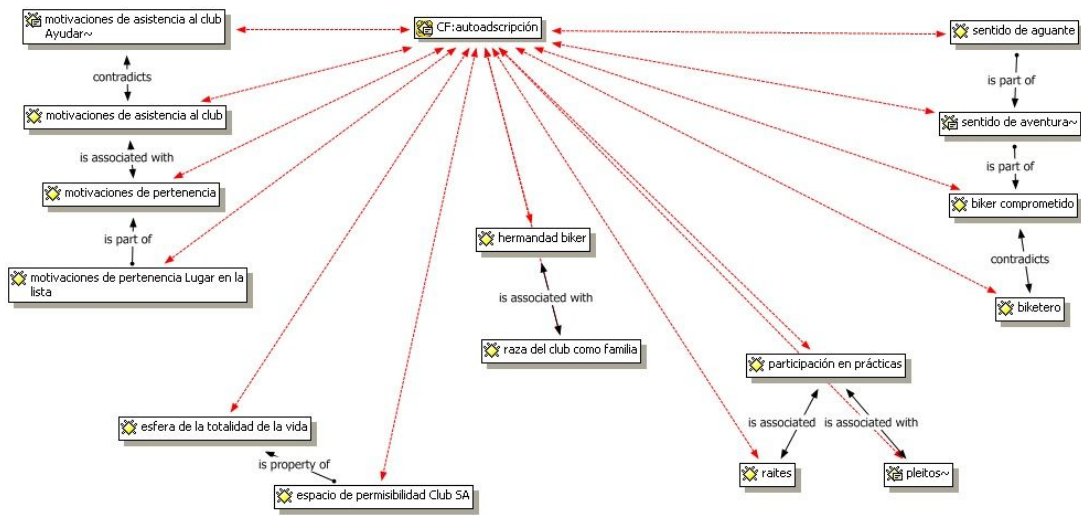 motivaciones de asistencia al club
Ayudar~
CF:autoadscripción
sentido de aguante
contradicts
is part of
motivaciones de asistencia al club
sentido de aventura~
is associated with
is part of
motivaciones de pertenencia
biker comprometido
is part of
hermandad biker
contradicts
motivaciones de pertenencia Lugar en la
lista
is associated with
biketero
raza del club como familia
participación en prácticas
esfera de la totalidad de la vida
is associated
is associated with
is property of
raites
pleitos~
espacio de permisibilidad Club SA